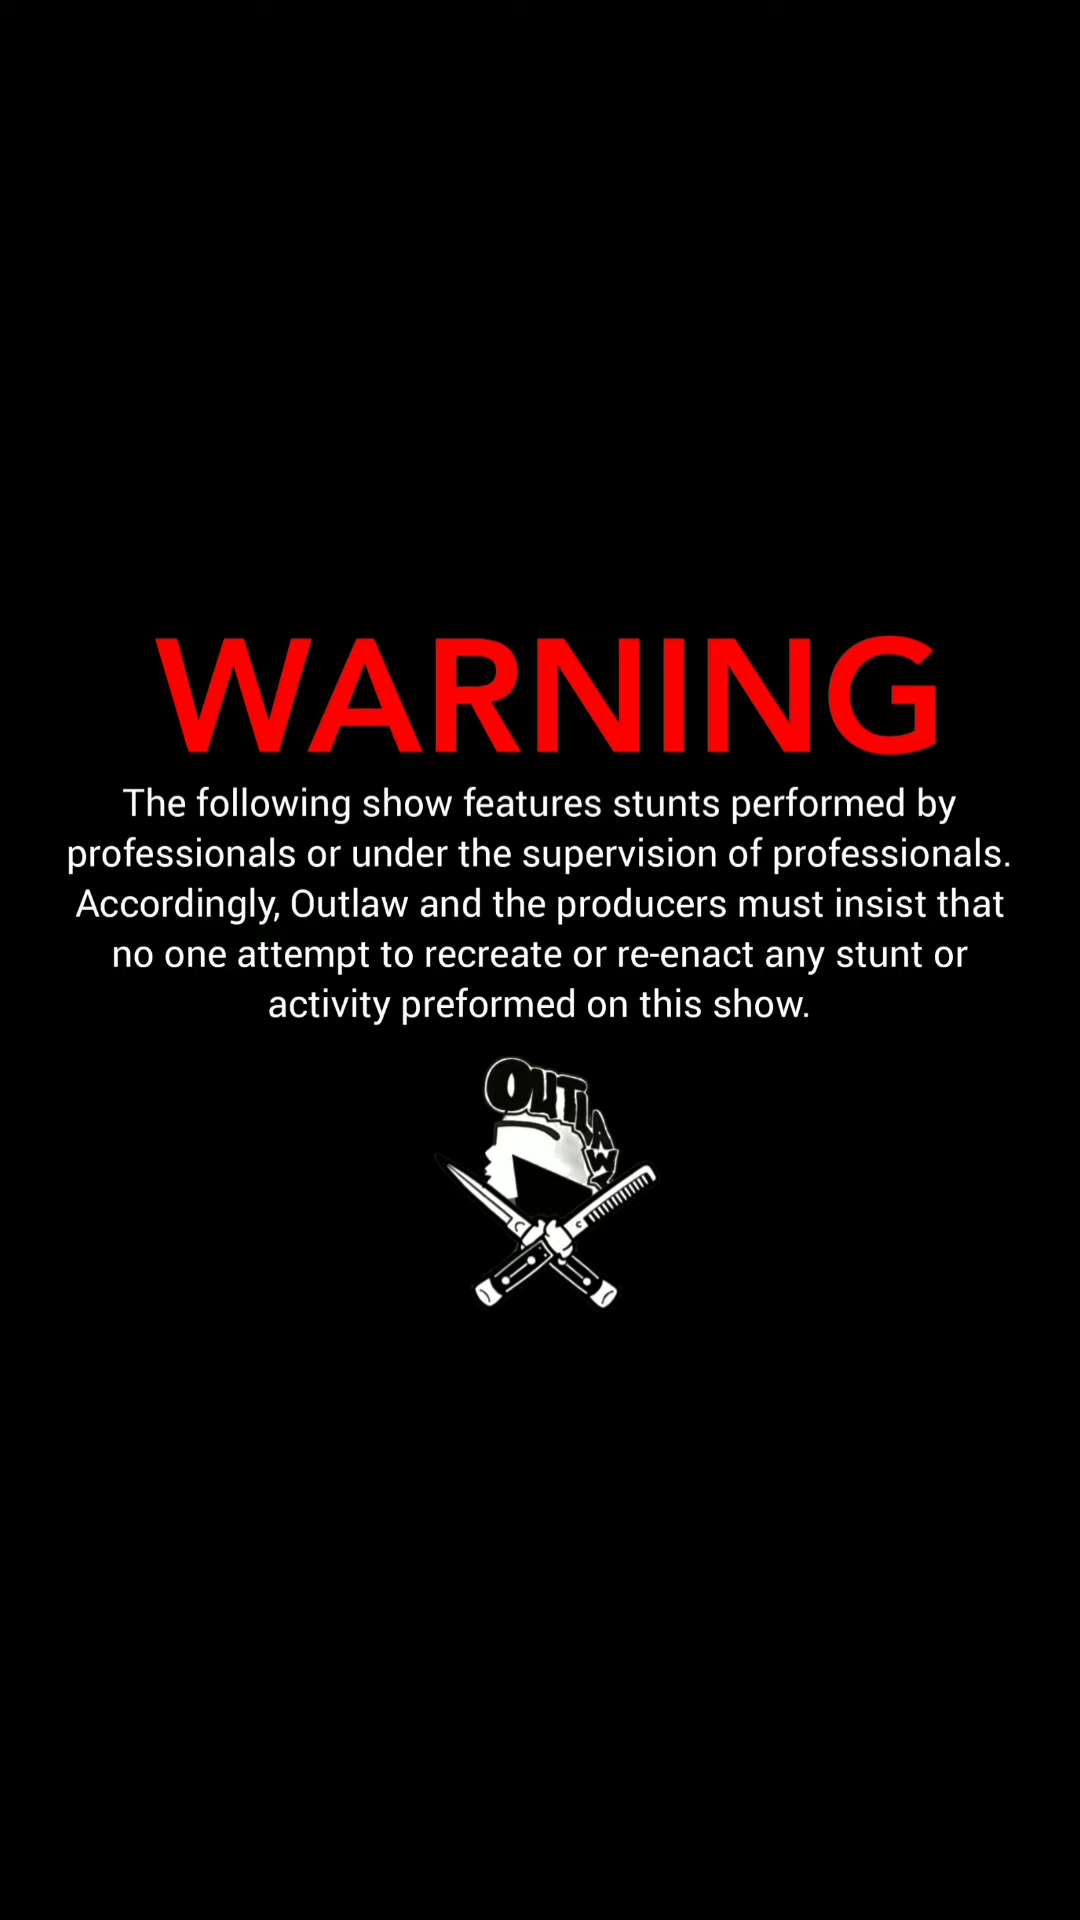 WARNING
The following show features stunts performed by
professionals or under the supervision of professionals.
Accordingly, Outlaw and the producers must insist that
no one attempt to recreate or re-enact any stunt or
activity preformed on this show.
OUTLAW